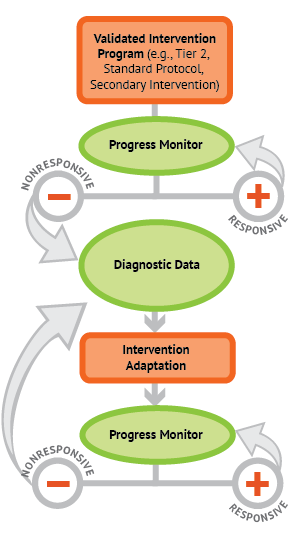 Validated Intervention
Program (e.g., Tier 2,
Standard Protocol,
Secondary Intervention)
Progress Monitor
NONRESPONSIVE
RESPONSIVE
Diagnostic Data
Intervention
Adaptation
Progress Monitor
NONRESPONSIVE
RESPONSIVE